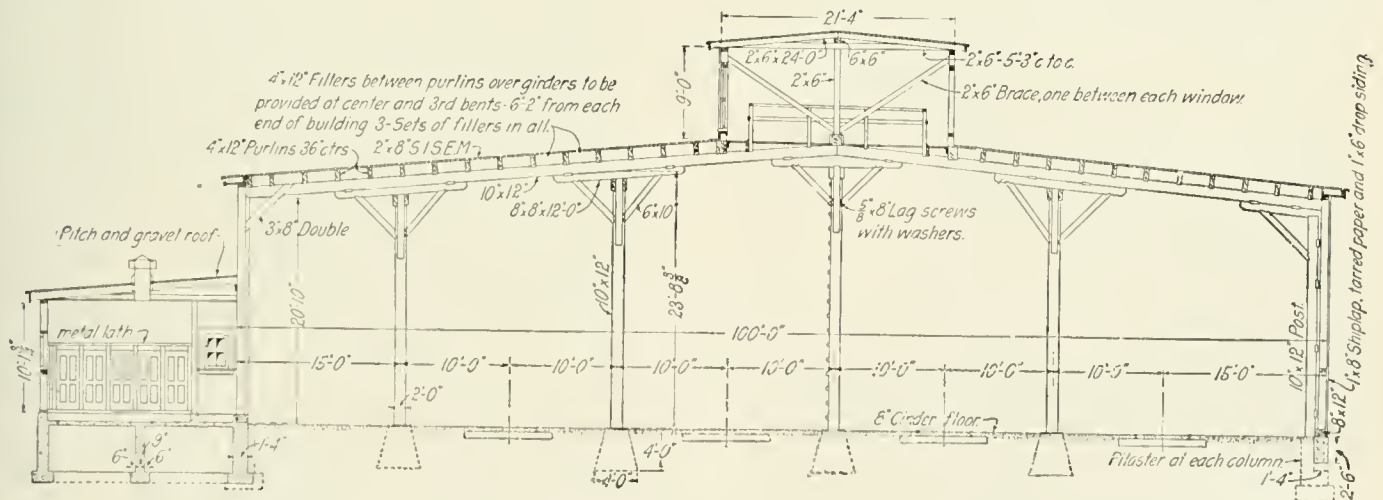 21'-4"
2"x6"x24'-0"
6"x6"
2"x6"-5'-3"c to c.
2"x6"
9'-0"
2"x6" Brace, one between each window.
4"x12" Fillers between purlins over girders to be
provided at center and 3rd bents-6'-2" from each
end of building 3-Sets of fillers in all.
4"x12" Purlins 36"ctrs
2"x8" S.I.S.E.M.
10"x12"
8"x8"x12'-0"
6"x10"
5/8"x8" Lag screws
with washers.
3"x8" Double
Pitch and gravel roof
20'-10"
10"x12"
23'-8 5/8"
metal lath
100'-0"
15'-0"
10'-0"
10'-0"
10'-0"
10'-0"
10'-0"
10'-0"
10'-0"
15'-0"
2'-0"
8" Cinder floor.
10"x12" Post.
8"x12"
1"x8" Shiplap, tarred paper and 1"x6" drop siding
9"
6"
6"
1'-4"
4'-0"
4'-0"
Pilaster at each column.
1'-4"
2'-6"